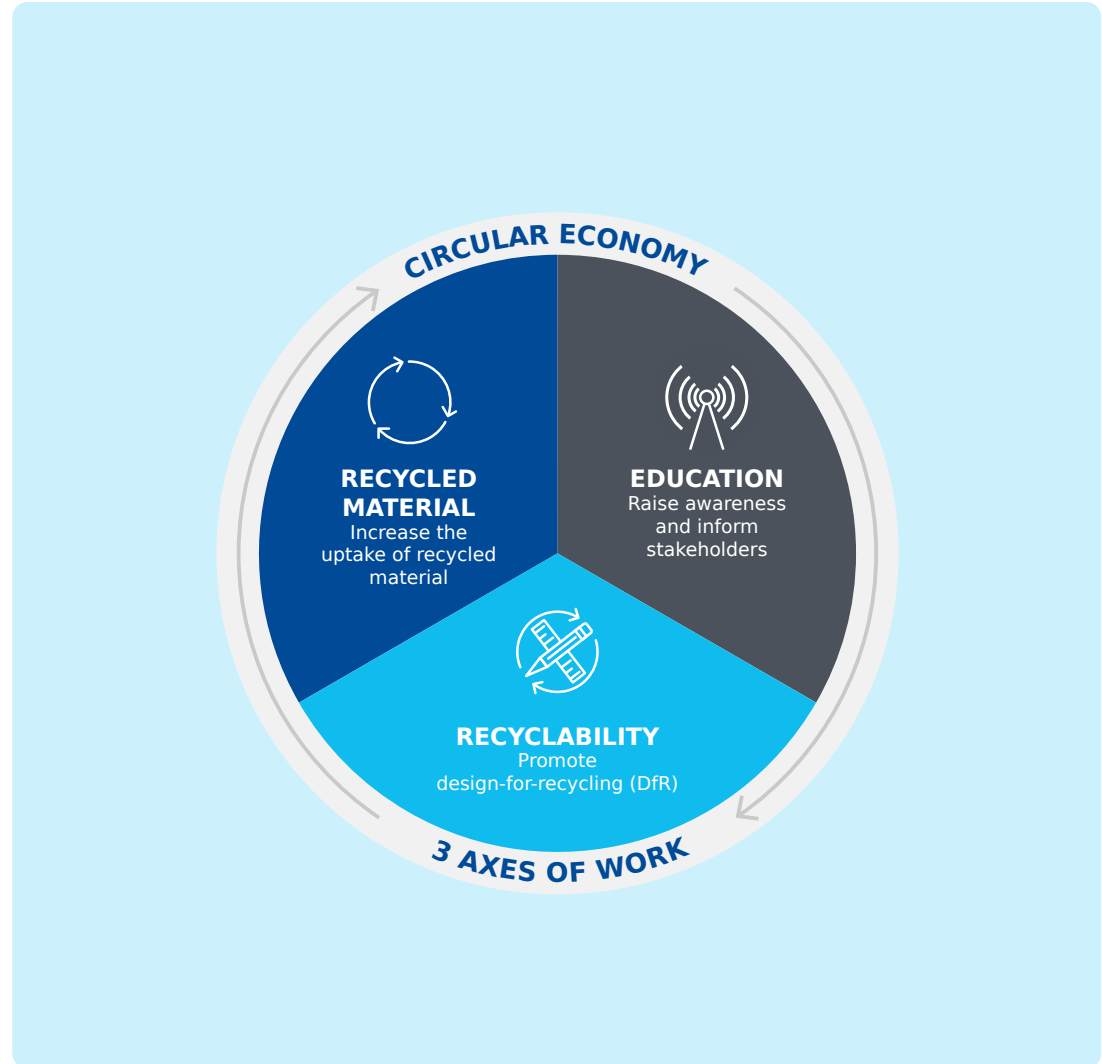 CIRCULAR ECONOMY
RECYCLED
MATERIAL
Increase the
uptake of recycled
material
EDUCATION
Raise awareness
and inform
stakeholders
RECYCLABILITY
Promote
design-for-recycling (DfR)
3 AXES OF WORK